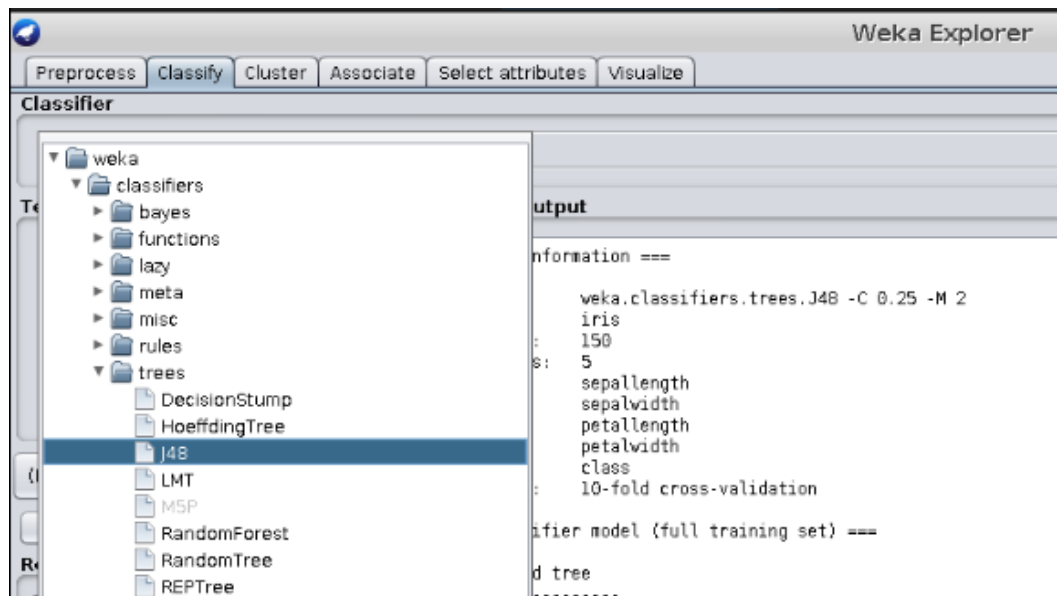 Weka Explorer
Preprocess Classify Cluster Associate Select attributes Visualize
Classifier
weka
classifiers
bayes
functions
lazy
meta
misc
rules
trees
DecisionStump
HoeffdingTree
J48
LMT
M5P
RandomForest
RandomTree
REPTree
utput
nformation ===
weka.classifiers.trees.J48 -C 0.25 -M 2
iris
: 150
s: 5
sepallength
sepalwidth
petallength
petalwidth
class
: 10-fold cross-validation
ifier model (full training set) ===
d tree